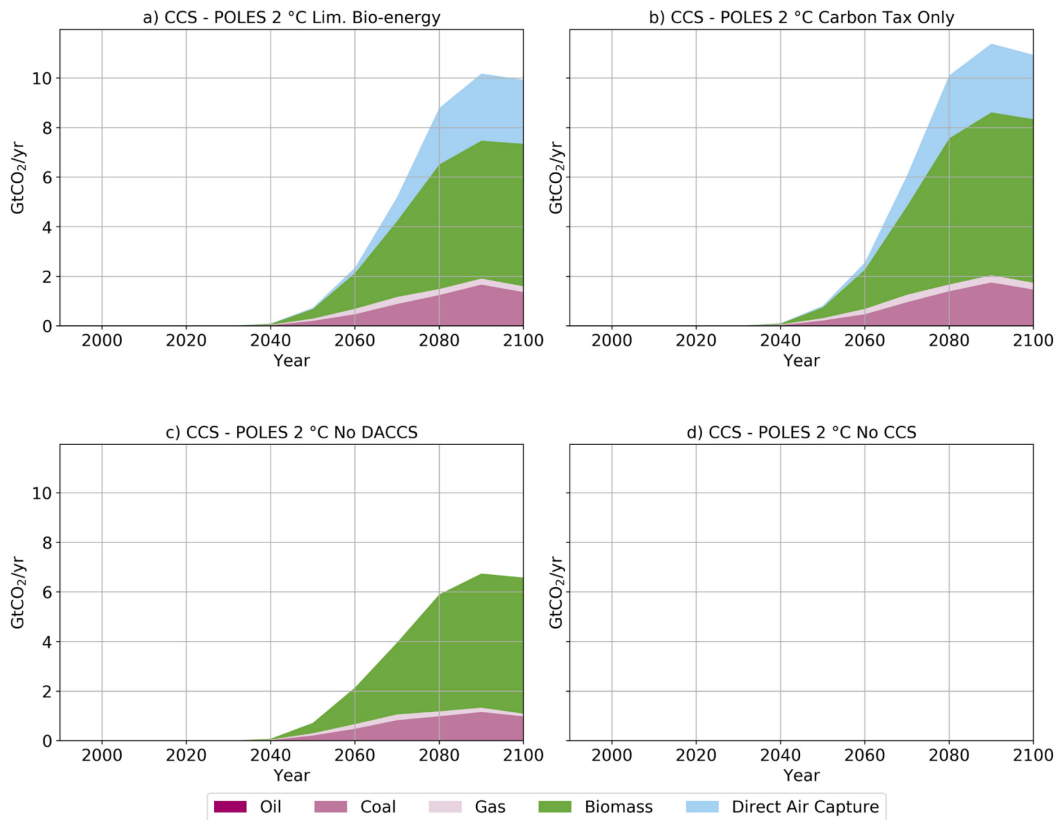 a) CCS - POLES 2 °C Lim. Bio-energy
b) CCS - POLES 2 °C Carbon Tax Only
10
8
6
4
2
0
GtCO₂/yr
GtCO₂/yr
2000 2020 2040 2060 2080 2100
2000 2020 2040 2060 2080 2100
Year
Year
c) CCS - POLES 2 °C No DACCS
d) CCS - POLES 2 °C No CCS
10
8
6
4
2
0
GtCO₂/yr
GtCO₂/yr
2000 2020 2040 2060 2080 2100
2000 2020 2040 2060 2080 2100
Year
Year
Oil Coal Gas Biomass Direct Air Capture